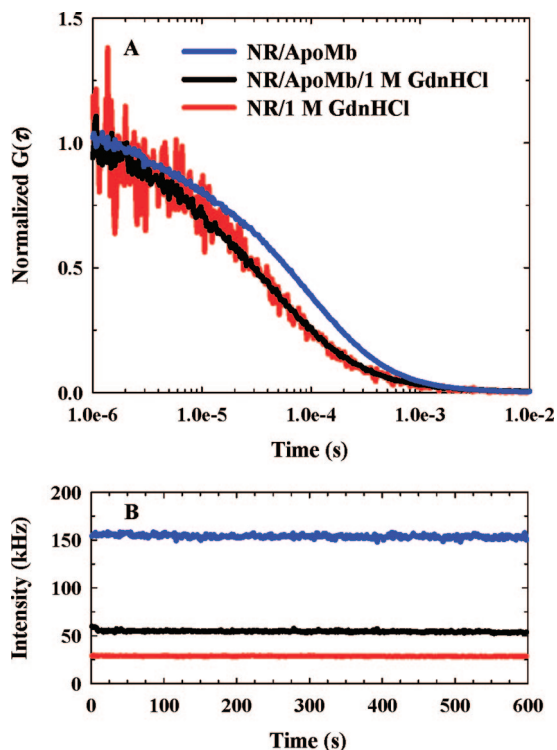 A
NR/ApoMb
NR/ApoMb/1 M GdnHCl
NR/1 M GdnHCl
Normalized G(τ)
1.5
1.0
0.5
0.0
1.0e-6 1.0e-5 1.0e-4 1.0e-3 1.0e-2
Time (s)
B
Intensity (kHz)
200
150
100
50
0
0 100 200 300 400 500 600
Time (s)